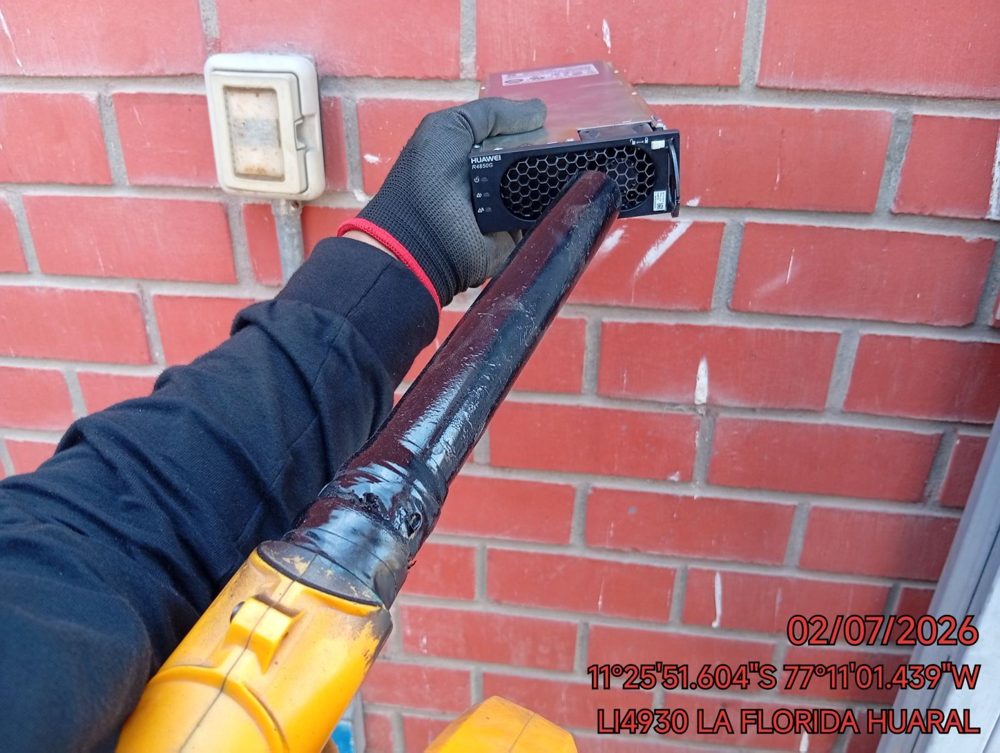 HUAWEI
R4850G
02/07/2026
11°25'51.604"S 77°11'01.439"W
LI4930 LA FLORIDA HUARAL